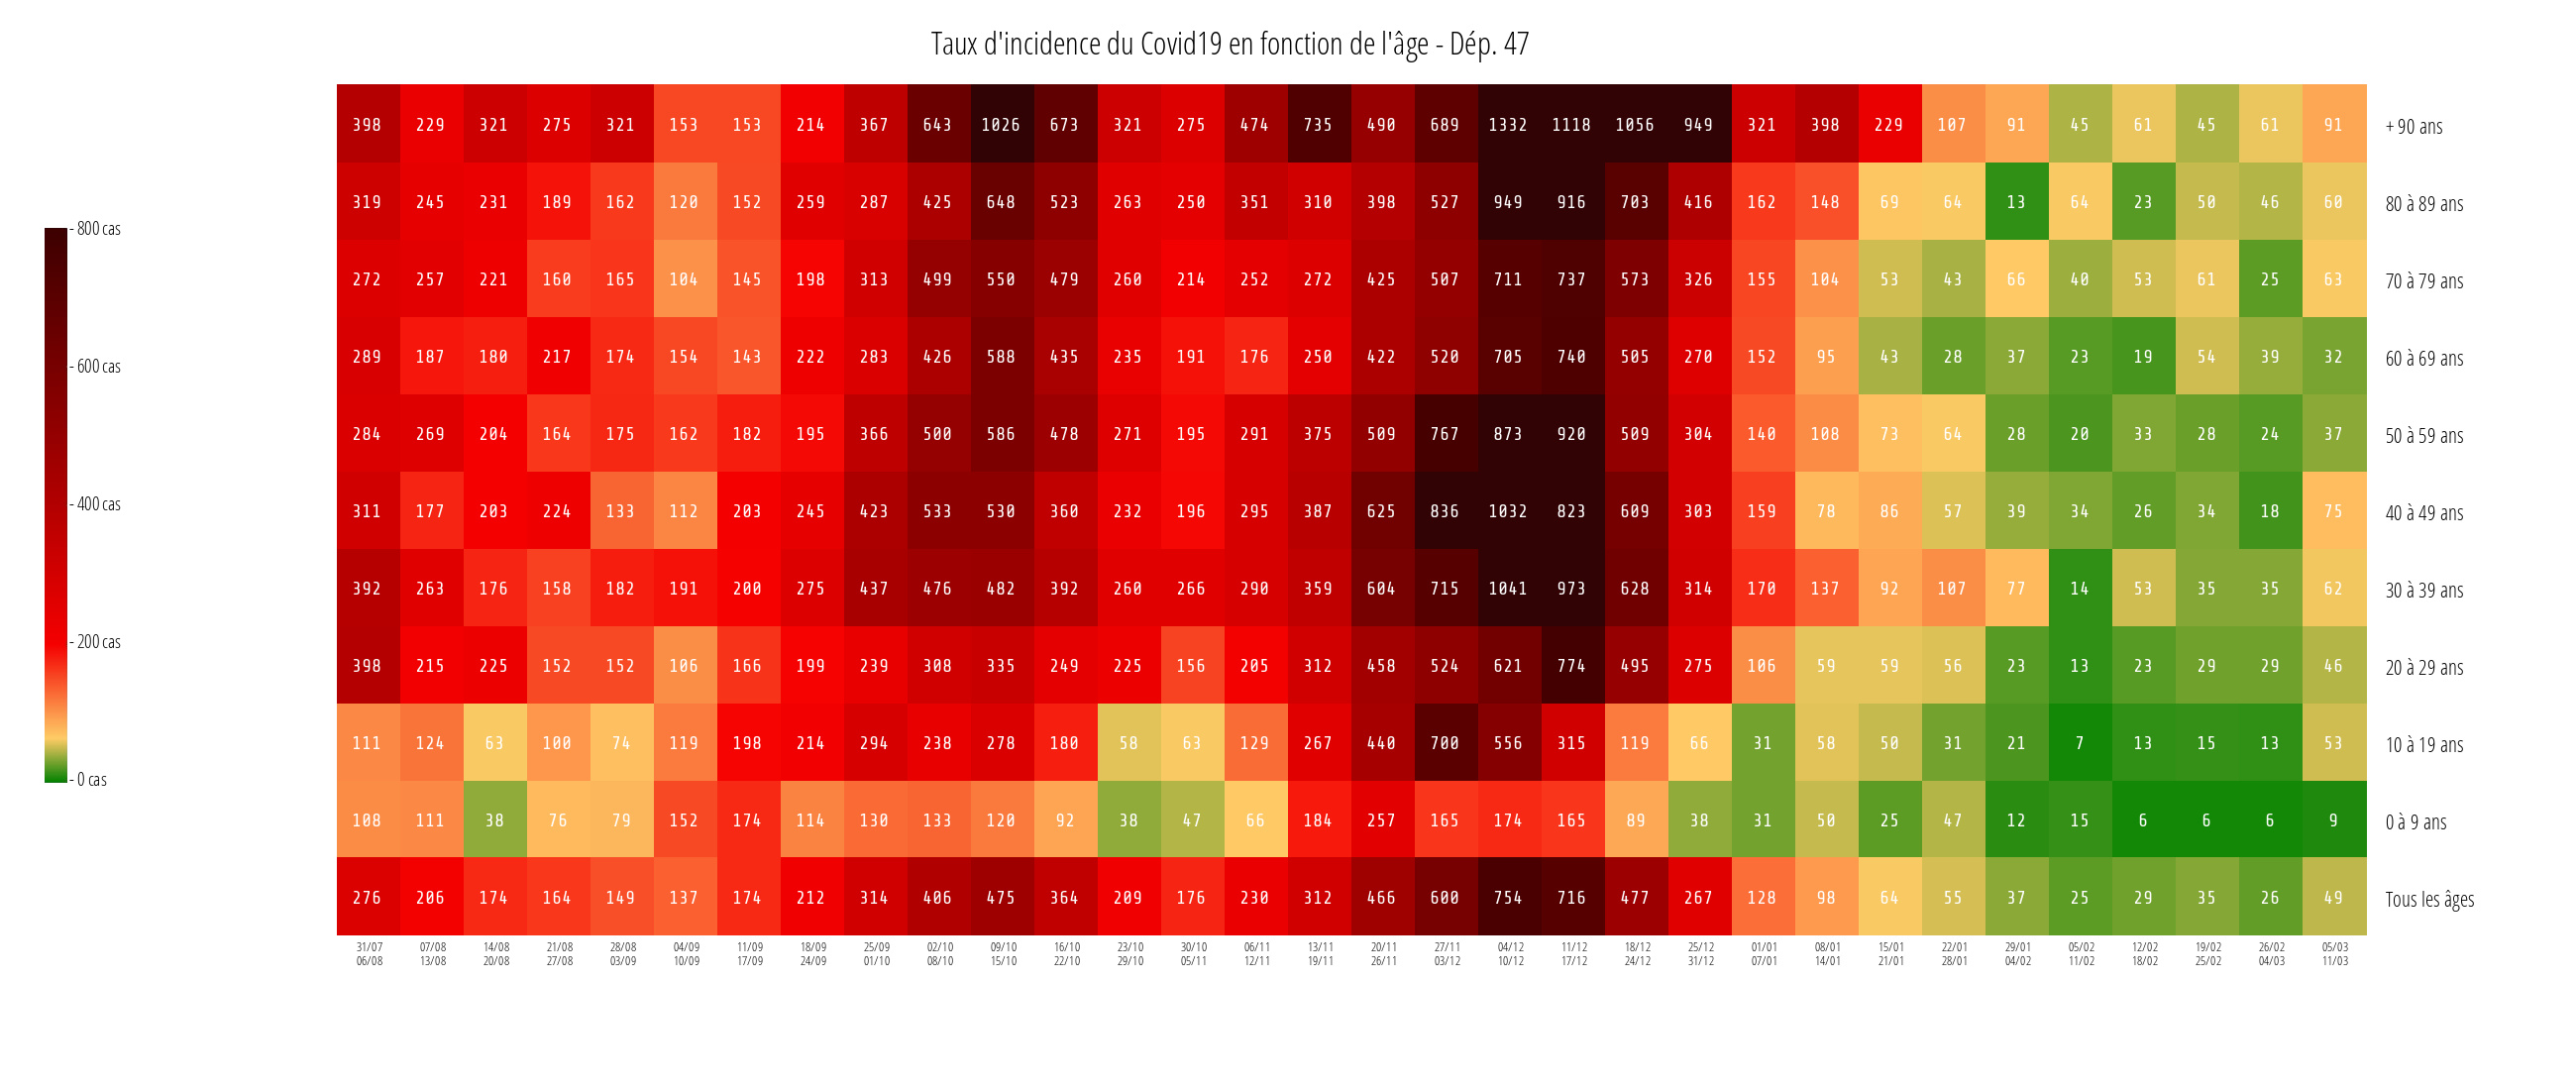 Taux d'incidence du Covid19 en fonction de l'âge - Dép. 47
398 229 321 275 321 153 153 214 367 643 1026 673 321 275 474 735 490 689 1332 1118 1056 949 321 398 229 107 91 45 61 45 61 91 + 90 ans
319 245 231 189 162 120 152 259 287 425 648 523 263 250 351 310 398 527 949 916 703 416 162 148 69 64 13 64 23 50 46 60 80 à 89 ans
- 800 cas
272 257 221 160 165 104 145 198 313 499 550 479 260 214 252 272 425 507 711 737 573 326 155 104 53 43 66 40 53 61 25 63 70 à 79 ans
289 187 180 217 174 154 143 222 283 426 588 435 235 191 176 250 422 520 705 740 505 270 152 95 43 28 37 23 19 54 39 32 60 à 69 ans
- 600 cas
284 269 204 164 175 162 182 195 366 500 586 478 271 195 291 375 509 767 873 920 509 304 140 108 73 64 28 20 33 28 24 37 50 à 59 ans
- 400 cas
311 177 203 224 133 112 203 245 423 533 530 360 232 196 295 387 625 836 1032 823 609 303 159 78 86 57 39 34 26 34 18 75 40 à 49 ans
392 263 176 158 182 191 200 275 437 476 482 392 260 266 290 359 604 715 1041 973 628 314 170 137 92 107 77 14 53 35 35 62 30 à 39 ans
- 200 cas
398 215 225 152 152 106 166 199 239 308 335 249 225 156 205 312 458 524 621 774 495 275 106 59 59 56 23 13 23 29 29 46 20 à 29 ans
111 124 63 100 74 119 198 214 294 238 278 180 58 63 129 267 440 700 556 315 119 66 31 58 50 31 21 7 13 15 13 53 10 à 19 ans
- 0 cas
108 111 38 76 79 152 174 114 130 133 120 92 38 47 66 184 257 165 174 165 89 38 31 50 25 47 12 15 6 6 6 9 0 à 9 ans
276 206 174 164 149 137 174 212 314 406 475 364 209 176 230 312 466 600 754 716 477 267 128 98 64 55 37 25 29 35 26 49 Tous les âges
31/07 07/08 14/08 21/08 28/08 04/09 11/09 18/09 25/09 02/10 09/10 16/10 23/10 30/10 06/11 13/11 20/11 27/11 04/12 11/12 18/12 25/12 01/01 08/01 15/01 22/01 29/01 05/02 12/02 19/02 26/02 05/03
06/08 13/08 20/08 27/08 03/09 10/09 17/09 24/09 01/10 08/10 15/10 22/10 29/10 05/11 12/11 19/11 26/11 03/12 10/12 17/12 24/12 31/12 07/01 14/01 21/01 28/01 04/02 11/02 18/02 25/02 04/03 11/03